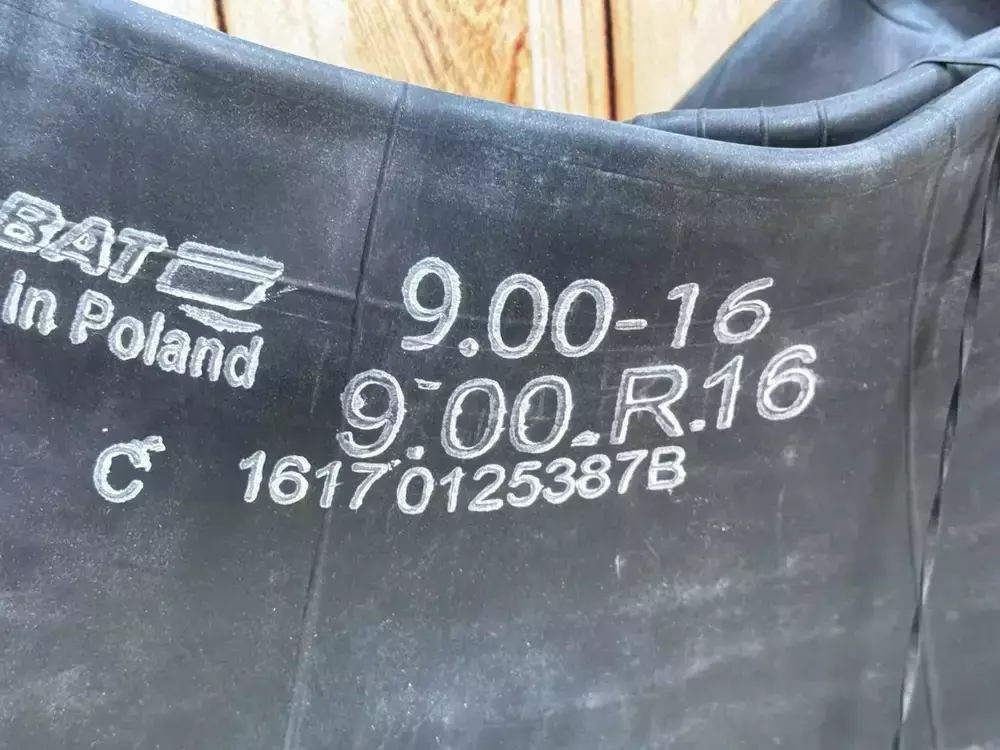 BAT
in Poland
9.00-16
9.00.R.16
C
16170125387B